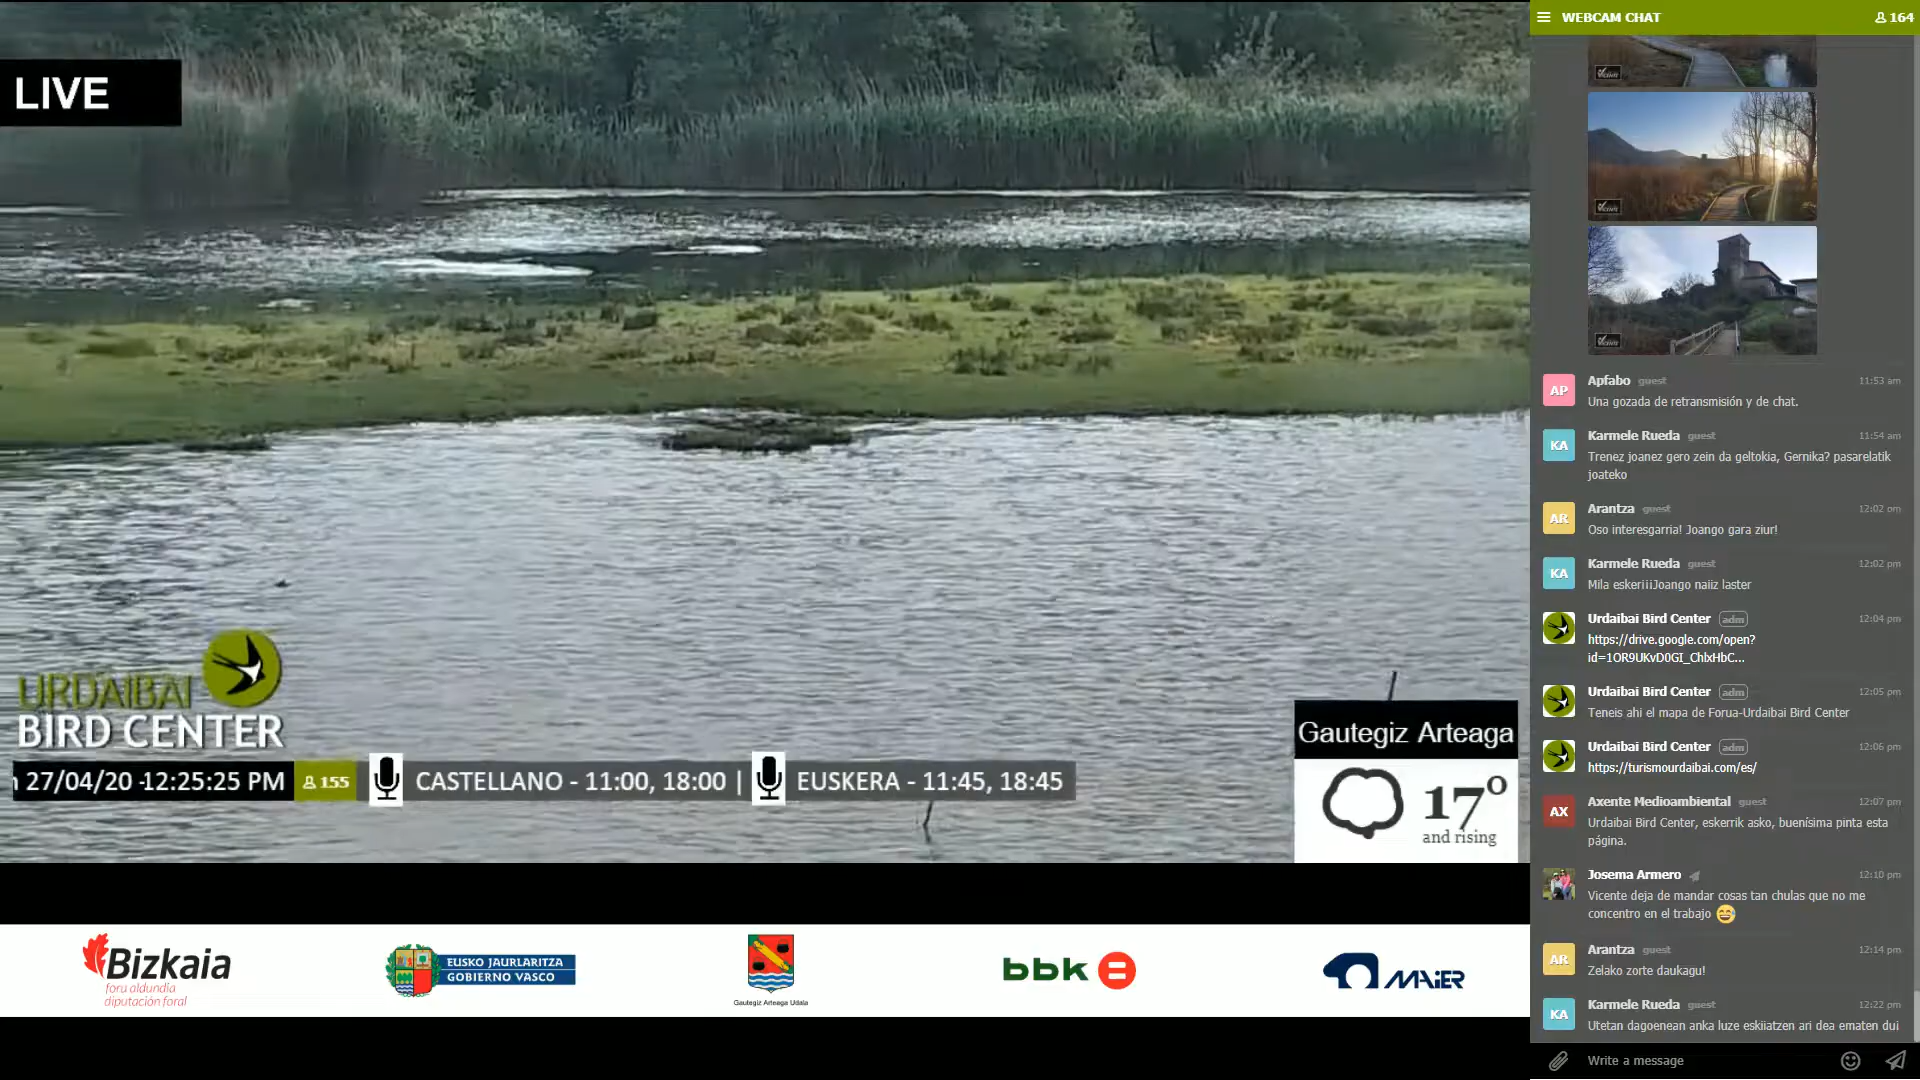 LIVE
URDAIBAI
BIRD CENTER
27/04/20 -12:25:25 PM
155
CASTELLANO - 11:00, 18:00 |
EUSKERA - 11:45, 18:45
Gautegiz Arteaga
17°
and rising
Bizkaia
foru aldundia
diputación foral
EUSKO JAURLARITZA
GOBIERNO VASCO
Gautegiz Arteaga Udala
bbk
MAIER
WEBCAM CHAT
164
AP
Apfabo guest 11:53 am
Una gozada de retransmisión y de chat.
KA
Karmele Rueda guest 11:54 am
Trenez joanez gero zein da geltokia, Gernika? pasarelatik
joateko
AR
Arantza guest 12:02 pm
Oso interesgarria! Joango gara ziur!
KA
Karmele Rueda guest 12:02 pm
Mila eskeriiiJoango naiiz laster
Urdaibai Bird Center adm 12:04 pm
https://drive.google.com/open?
id=1OR9UKvD0GI_ChlxHbC...
Urdaibai Bird Center adm 12:05 pm
Teneis ahi el mapa de Forua-Urdaibai Bird Center
Urdaibai Bird Center adm 12:06 pm
https://turismourdaibai.com/es/
AX
Axente Medioambiental guest 12:07 pm
Urdaibai Bird Center, eskerrik asko, buenísima pinta esta
página.
Josema Armero 12:10 pm
Vicente deja de mandar cosas tan chulas que no me
concentro en el trabajo 😅
AR
Arantza guest 12:14 pm
Zelako zorte daukagu!
KA
Karmele Rueda guest 12:22 pm
Utetan dagoenean anka luze eskiiatzen ari dea ematen dui
Write a message